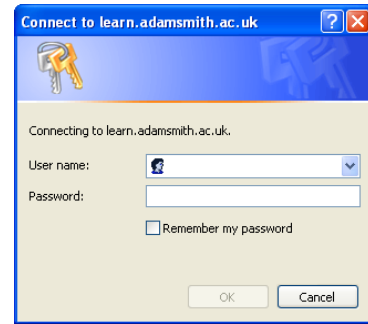 Connect to learn.adamsmith.ac.uk
Connecting to learn.adamsmith.ac.uk.
User name:
Password:
Remember my password
OK Cancel